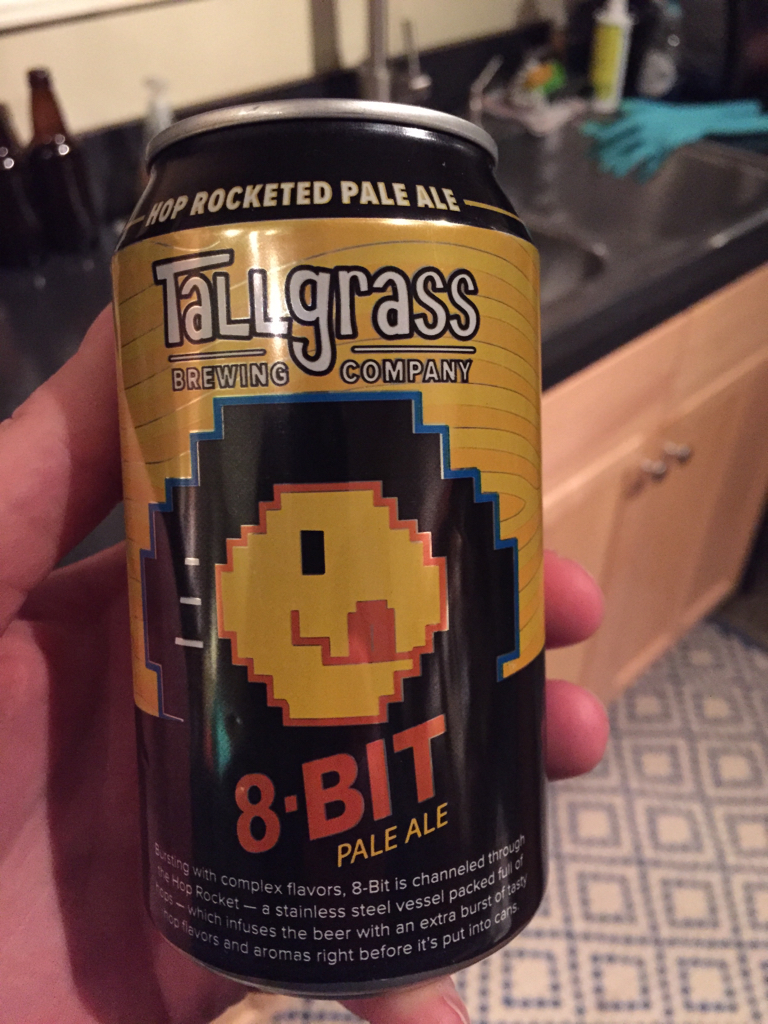 HOP ROCKETED PALE ALE
Tallgrass
BREWING COMPANY
8-BIT
PALE ALE
Bursting with complex flavors, 8-Bit is channeled through
the Hop Rocket — a stainless steel vessel packed full of
hops – which infuses the beer with an extra burst of tasty
hop flavors and aromas right before it's put into cans.